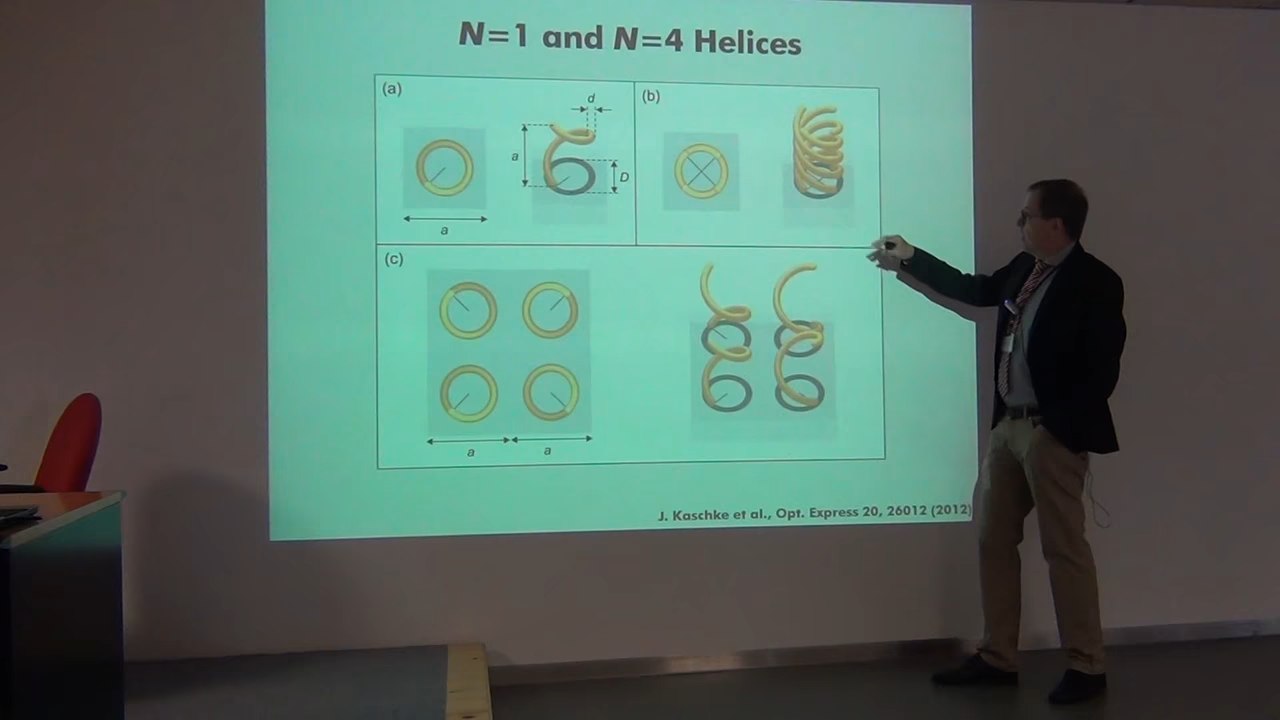 N=1 and N=4 Helices
(a)
d
a
D
a
(b)
(c)
a
a
J. Kaschke et al., Opt. Express 20, 26012 (2012)